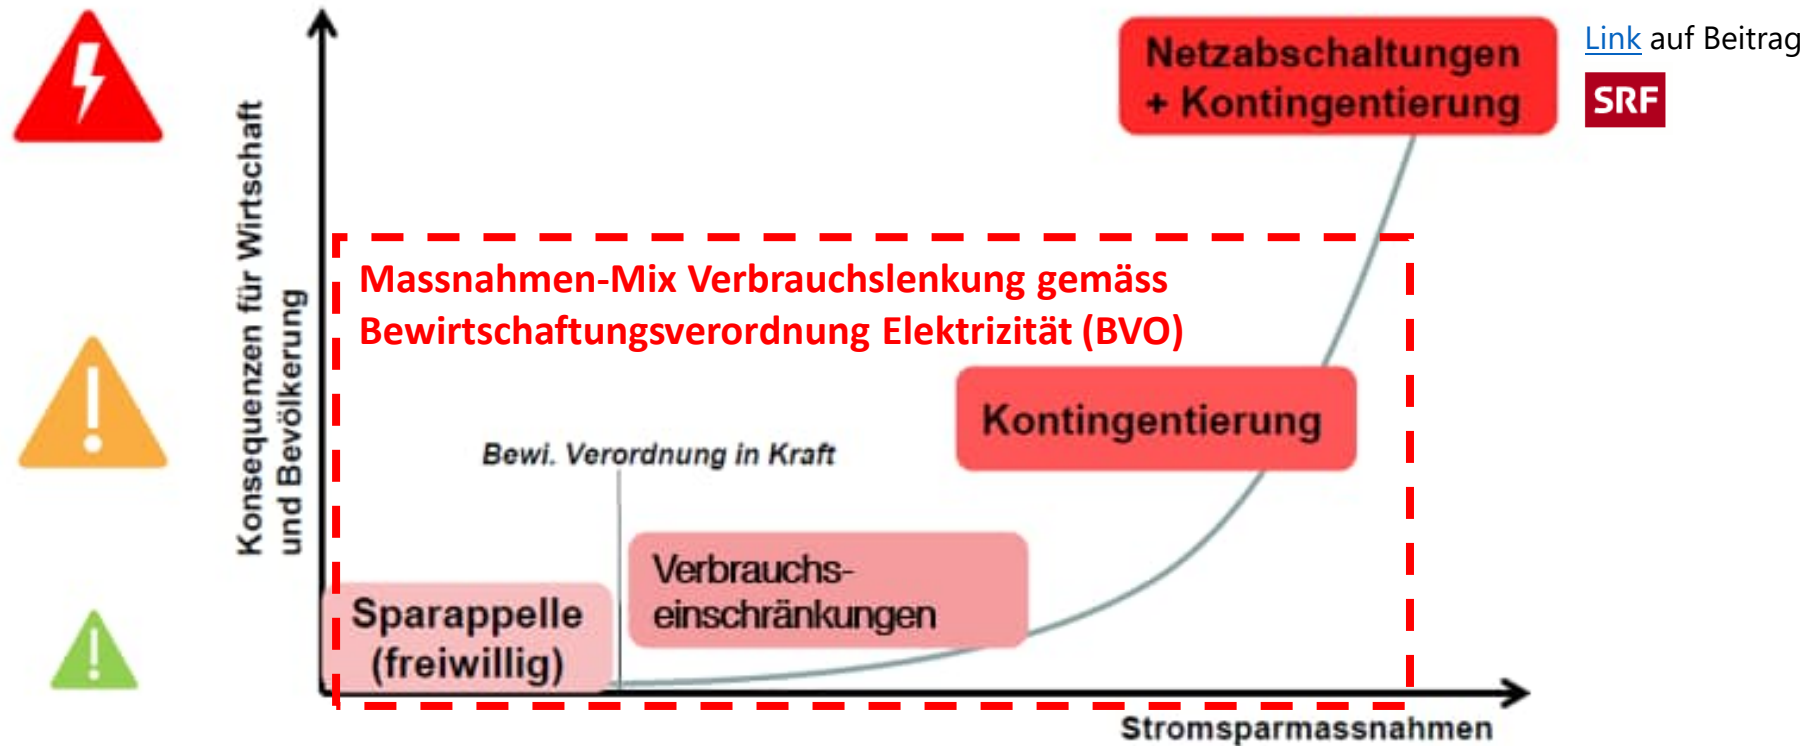 Netzabschaltungen
+ Kontingentierung
Link auf Beitrag
SRF
Konsequenzen für Wirtschaft
und Bevölkerung
Massnahmen-Mix Verbrauchslenkung gemäss
Bewirtschaftungsverordnung Elektrizität (BVO)
Kontingentierung
Bewi. Verordnung in Kraft
Verbrauchs-
einschränkungen
Sparappelle
(freiwillig)
Stromsparmassnahmen